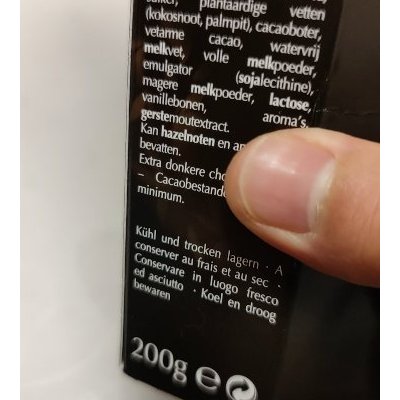 plantaardige vetten
(kokosnoot, palmpit), cacaoboter,
vetarme cacao, watervrij
melkvet, volle melkpoeder,
emulgator (sojalecithine),
magere melkpoeder, lactose,
vanillebonen, aroma's,
gerstemoutextract.
Kan hazelnoten en an
bevatten.
Extra donkere cho
– Cacaobestande
minimum.
Kühl und trocken lagern · A
conserver au frais et au sec ·
Conservare in luogo fresco
ed asciutto · Koel en droog
bewaren
200g ℮